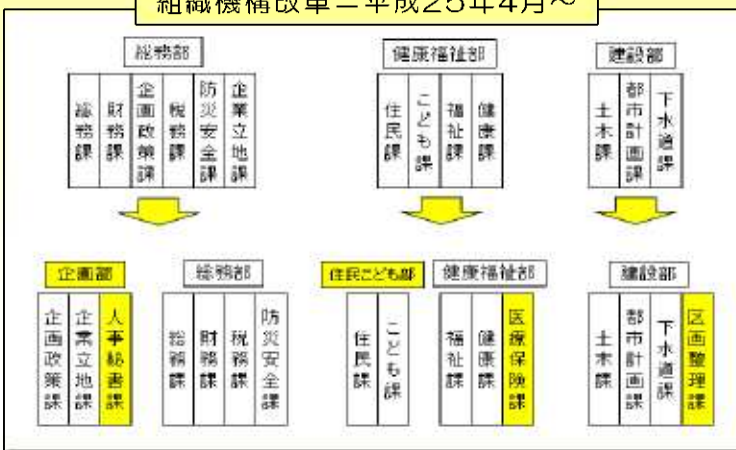 組織機構改革＝平成25年4月～
総務部
総務課
財務課
企画政策課
税務課
防災安全課
企業立地課
健康福祉部
住民課
こども課
福祉課
健康課
建設部
土木課
都市計画課
下水道課
企画部
企画政策課
企業立地課
人事秘書課
総務部
総務課
財務課
税務課
防災安全課
住民こども部
住民課
こども課
健康福祉部
福祉課
健康課
医療保険課
建設部
土木課
都市計画課
下水道課
区画整理課